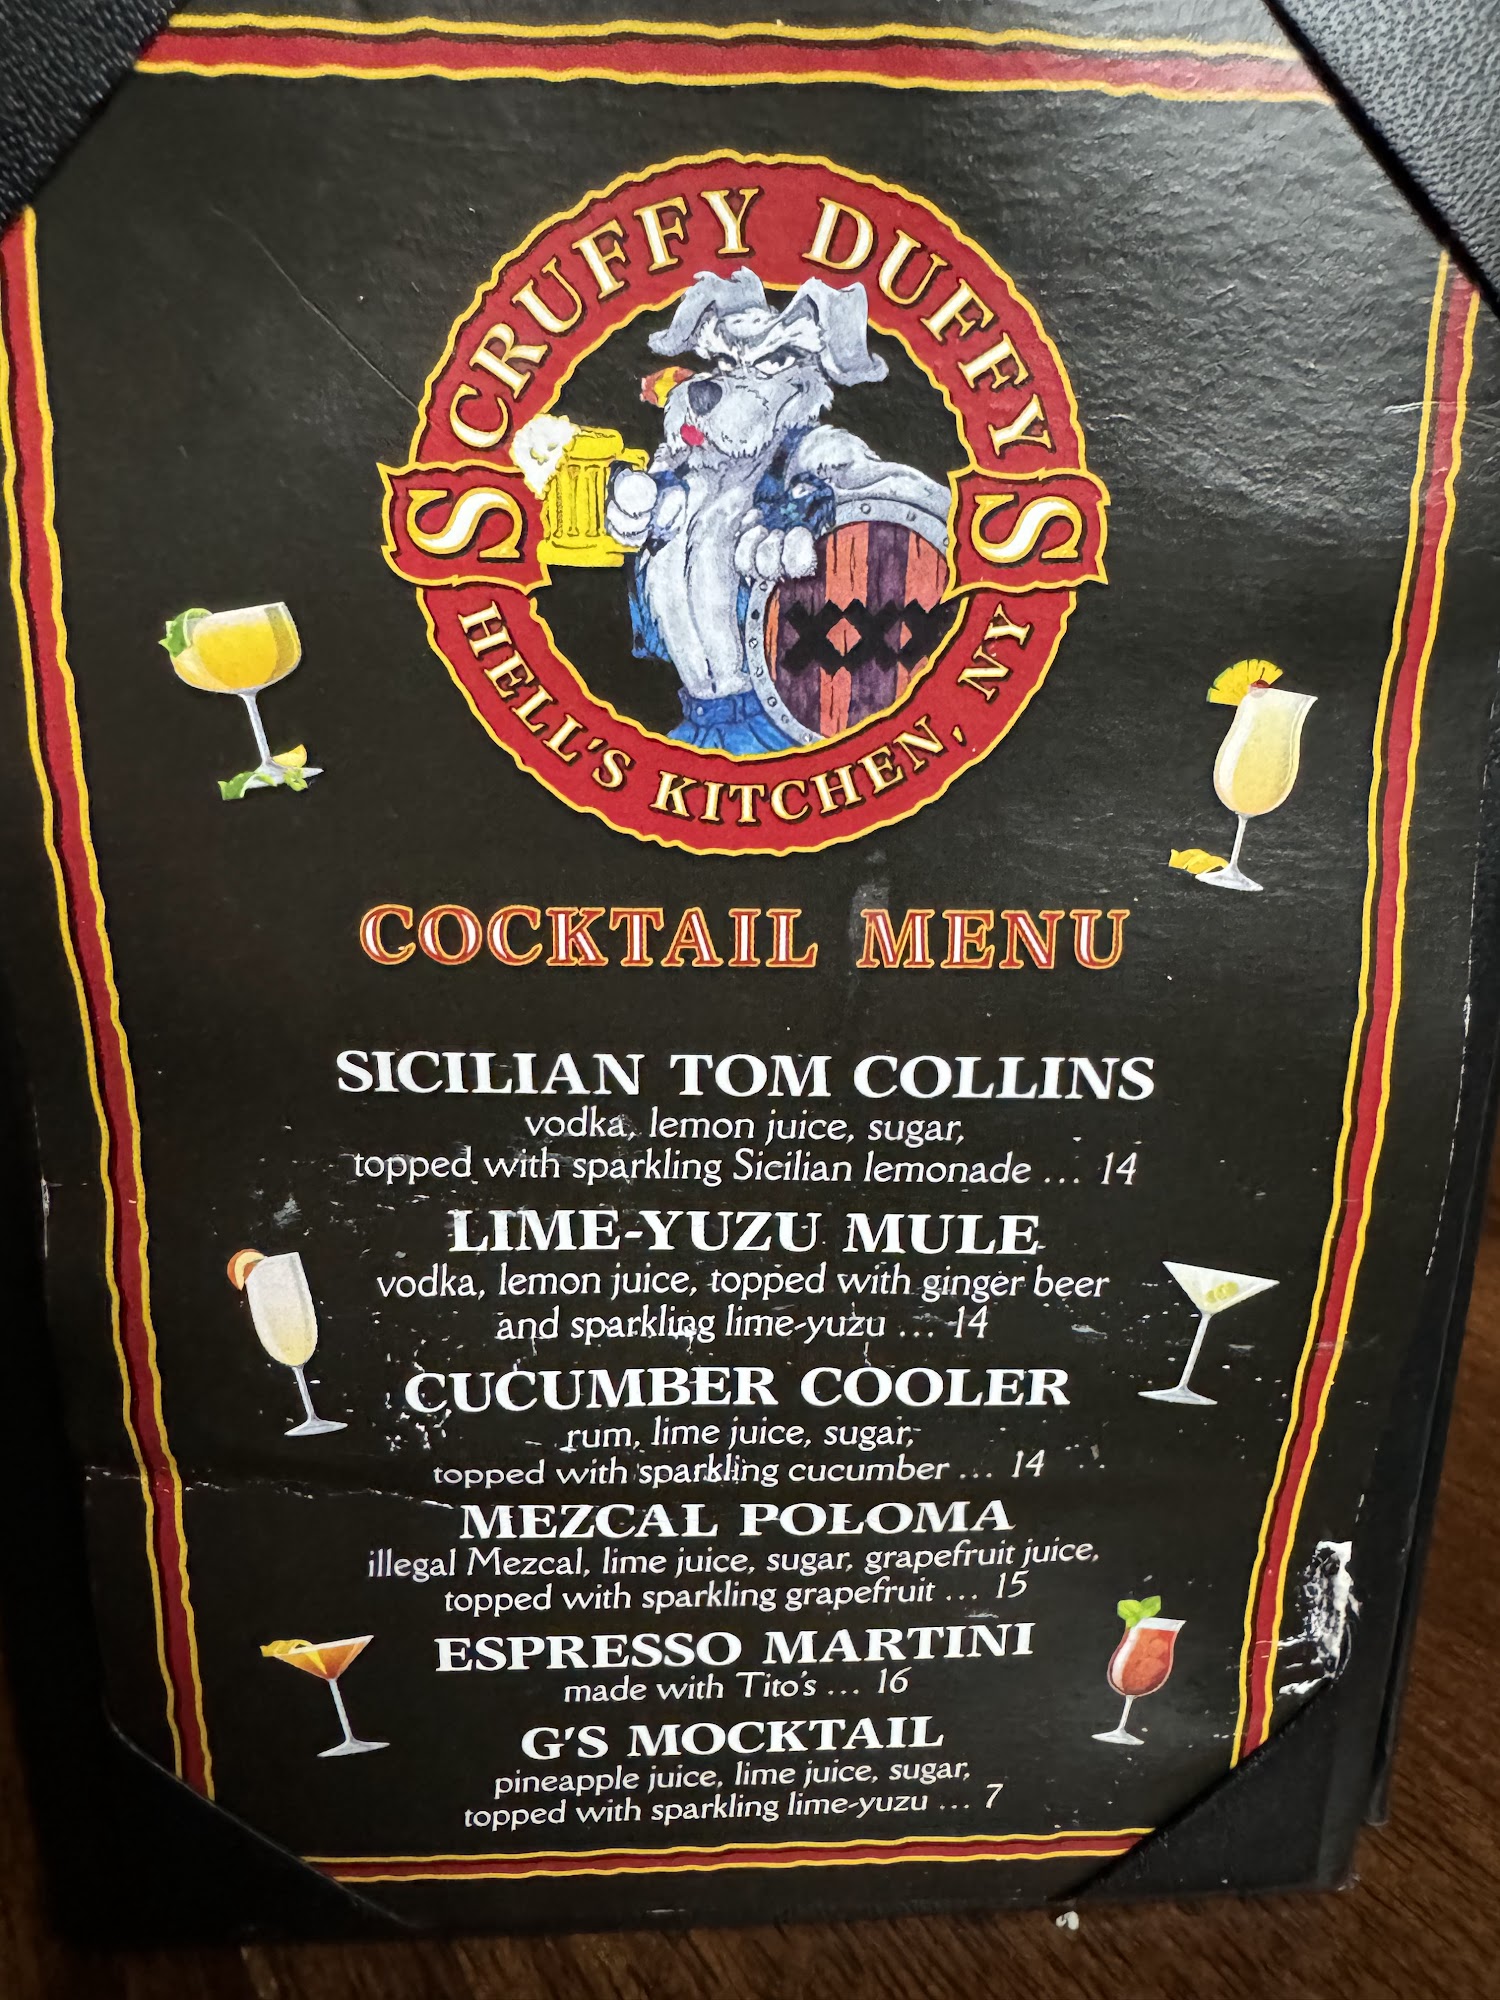 SCRUFFY DUFFY'S
HELL'S KITCHEN, NY
COCKTAIL MENU
SICILIAN TOM COLLINS
vodka, lemon juice, sugar,
topped with sparkling Sicilian lemonade ... 14
LIME-YUZU MULE
vodka, lemon juice, topped with ginger beer
and sparkling lime-yuzu ... 14
CUCUMBER COOLER
rum, lime juice, sugar,
topped with sparkling cucumber ... 14
MEZCAL POLOMA
illegal Mezcal, lime juice, sugar, grapefruit juice,
topped with sparkling grapefruit ... 15
ESPRESSO MARTINI
made with Tito's ... 16
G'S MOCKTAIL
pineapple juice, lime juice, sugar,
topped with sparkling lime-yuzu ... 7